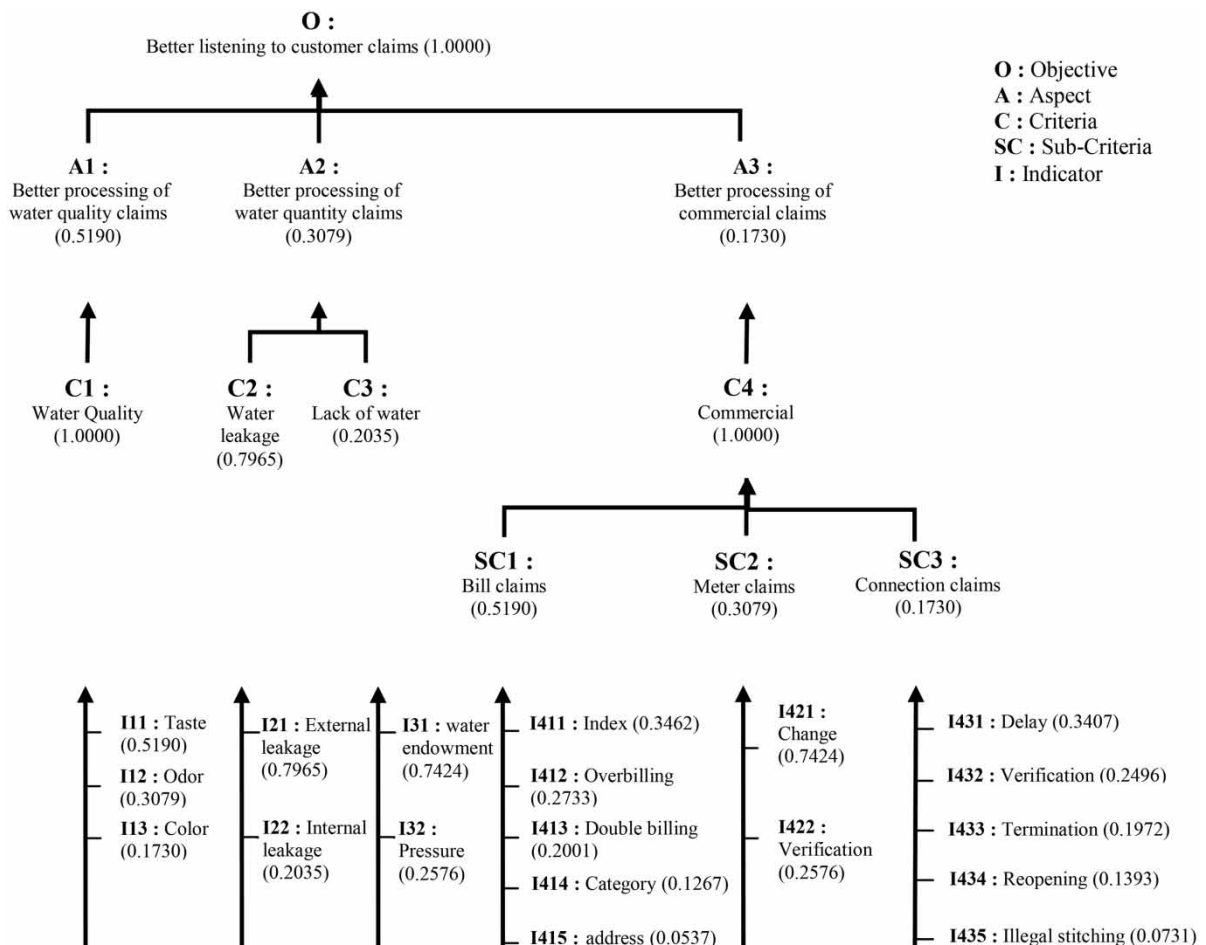 O :
Better listening to customer claims (1.0000)
O : Objective
A : Aspect
C : Criteria
SC : Sub-Criteria
I : Indicator
A1 :
Better processing of
water quality claims
(0.5190)
A2 :
Better processing of
water quantity claims
(0.3079)
A3 :
Better processing of
commercial claims
(0.1730)
C1 :
Water Quality
(1.0000)
C2 :
Water
leakage
(0.7965)
C3 :
Lack of water
(0.2035)
C4 :
Commercial
(1.0000)
SC1 :
Bill claims
(0.5190)
SC2 :
Meter claims
(0.3079)
SC3 :
Connection claims
(0.1730)
I11 : Taste
(0.5190)
I12 : Odor
(0.3079)
I13 : Color
(0.1730)
I21 : External
leakage
(0.7965)
I22 : Internal
leakage
(0.2035)
I31 : water
endowment
(0.7424)
I32 :
Pressure
(0.2576)
I411 : Index (0.3462)
I412 : Overbilling
(0.2733)
I413 : Double billing
(0.2001)
I414 : Category (0.1267)
I415 : address (0.0537)
I421 :
Change
(0.7424)
I422 :
Verification
(0.2576)
I431 : Delay (0.3407)
I432 : Verification (0.2496)
I433 : Termination (0.1972)
I434 : Reopening (0.1393)
I435 : Illegal stitching (0.0731)